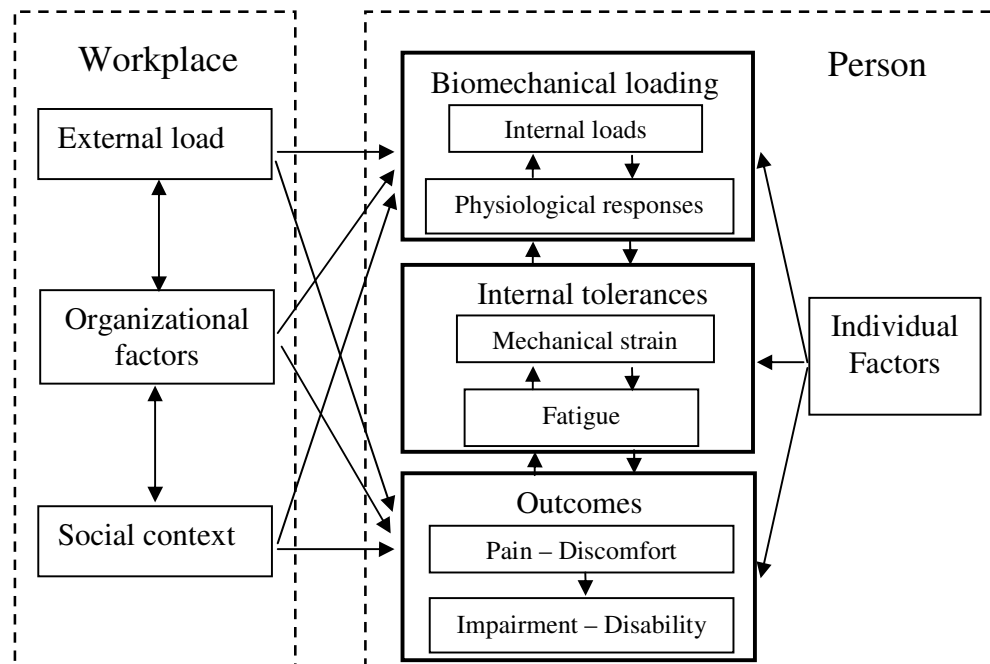 Workplace
External load
Organizational
factors
Social context
Person
Biomechanical loading
Internal loads
Physiological responses
Internal tolerances
Mechanical strain
Fatigue
Outcomes
Pain – Discomfort
Impairment – Disability
Individual
Factors